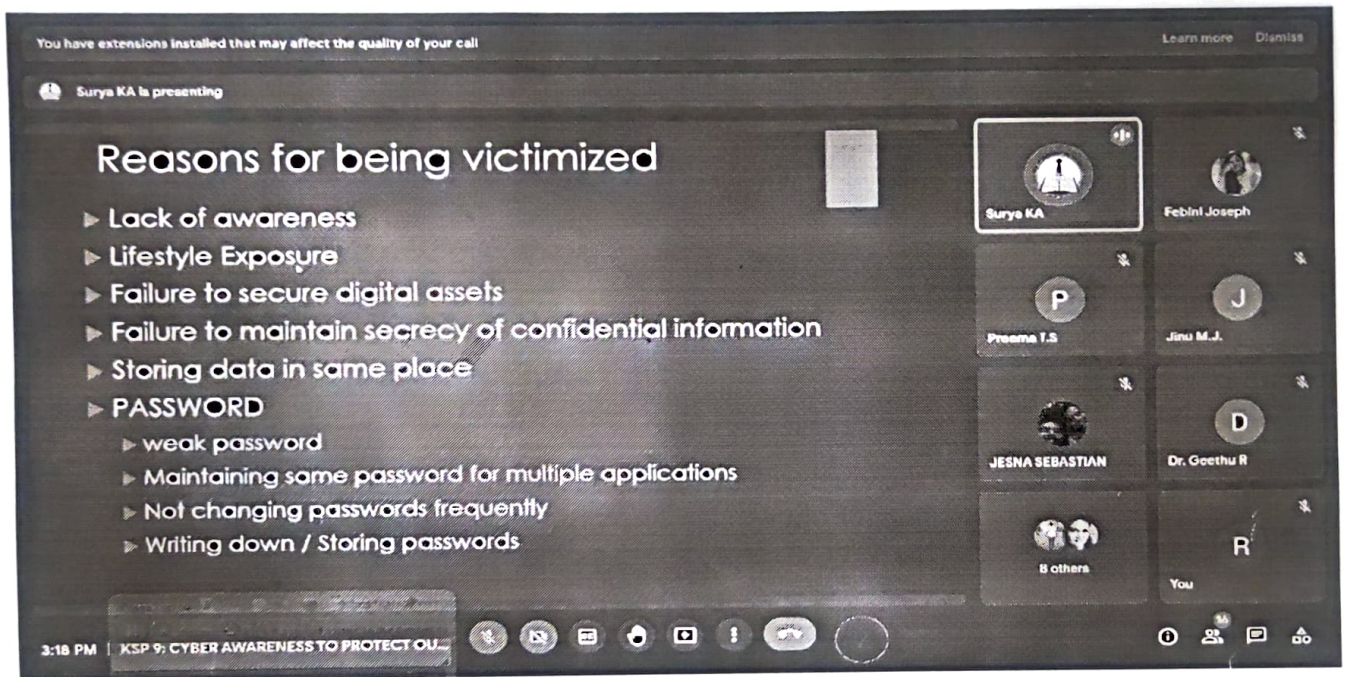 You have extensions installed that may affect the quality of your call
Learn more Dismiss
Surya KA is presenting
Reasons for being victimized
Lack of awareness
Lifestyle Exposure
Failure to secure digital assets
Failure to maintain secrecy of confidential information
Storing data in same place
PASSWORD
weak password
Maintaining same password for multiple applications
Not changing passwords frequently
Writing down / Storing passwords
Surya KA
Febini Joseph
P
Preema T.S
J
Jinu M.J.
JESNA SEBASTIAN
D
Dr. Geethu R
8 others
R
You
3:18 PM | KSP 9: CYBER AWARENESS TO PROTECT OU...
16